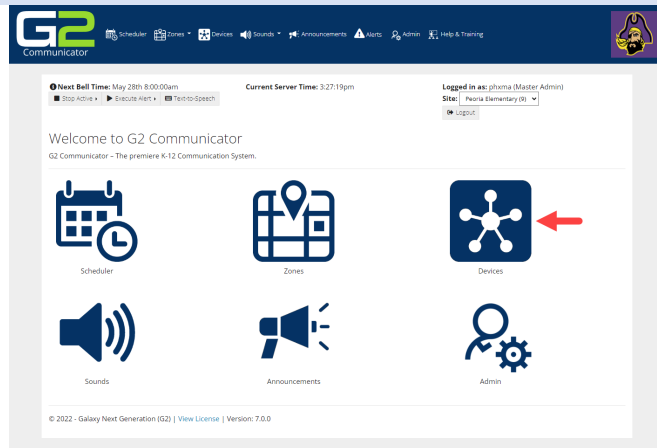 G2
Communicator
Scheduler Zones Devices Sounds Announcements Alerts Admin Help & Training
Next Bell Time: May 28th 8:00:00am Current Server Time: 3:27:19pm Logged in as: phxma (Master Admin)
Stop Active Execute Alert Text-to-Speech Site: Peoria Elementary (9)
Logout
Welcome to G2 Communicator
G2 Communicator – The premiere K-12 Communication System.
Scheduler Zones Devices
Sounds Announcements Admin
© 2022 - Galaxy Next Generation (G2) | View License | Version: 7.0.0